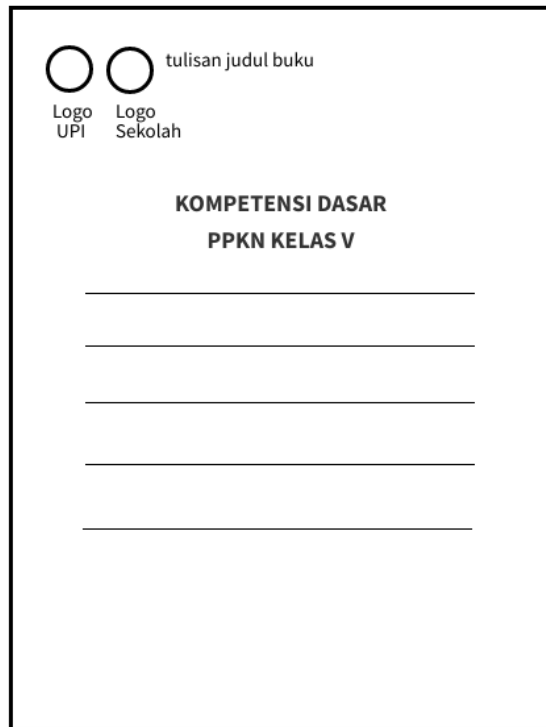 tulisan judul buku
Logo UPI
Logo Sekolah
KOMPETENSI DASAR
PPKN KELAS V